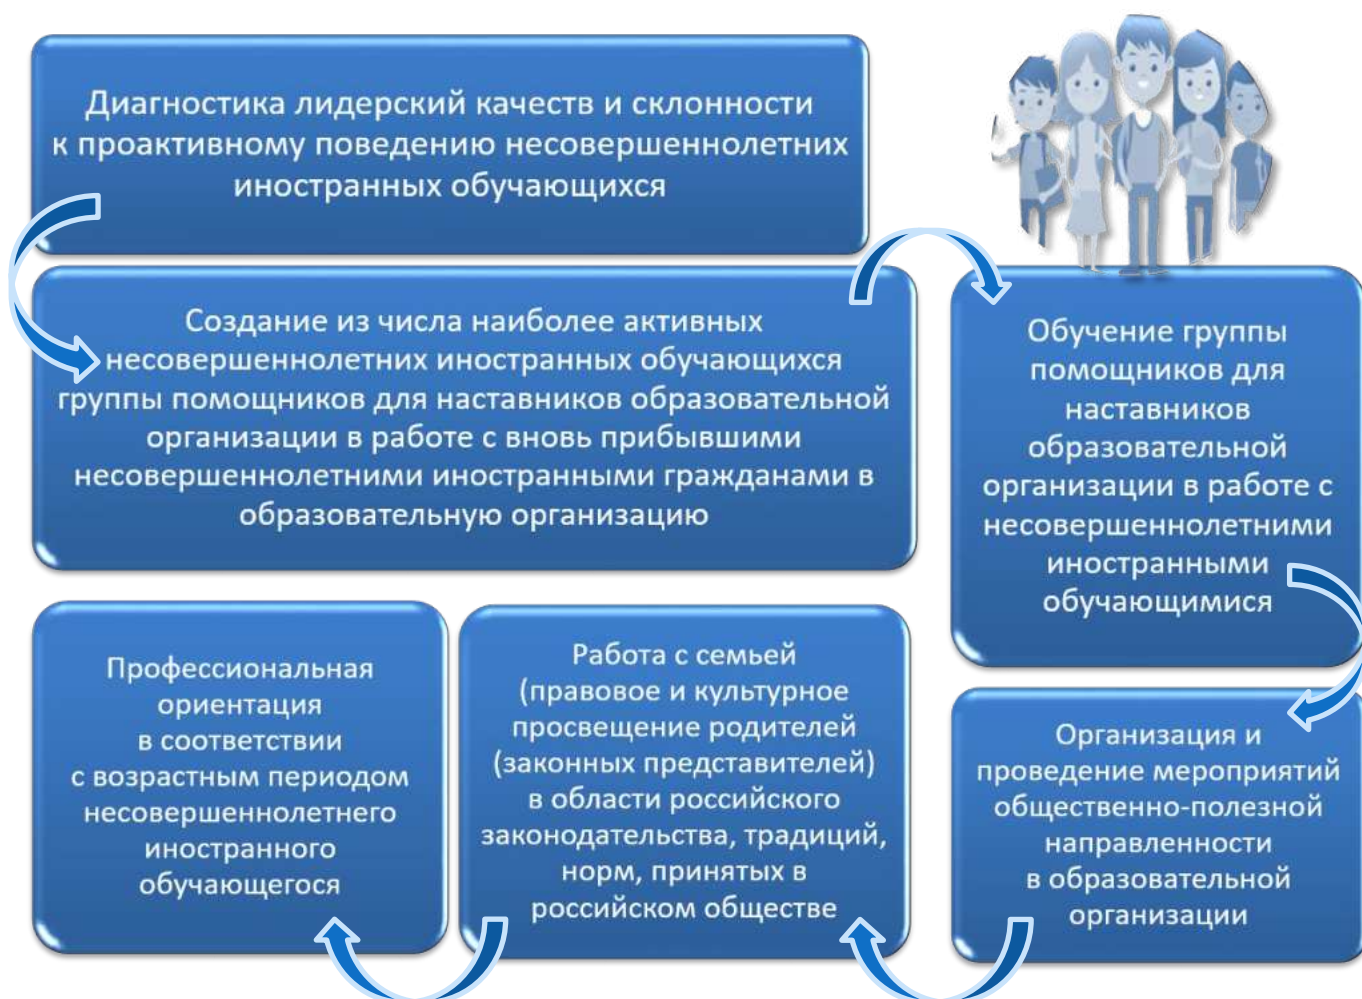 Диагностика лидерский качеств и склонности
к проактивному поведению несовершеннолетних
иностранных обучающихся
Создание из числа наиболее активных
несовершеннолетних иностранных обучающихся
группы помощников для наставников образовательной
организации в работе с вновь прибывшими
несовершеннолетними иностранными гражданами в
образовательную организацию
Обучение группы
помощников для
наставников
образовательной
организации в работе с
несовершеннолетними
иностранными
обучающимися
Организация и
проведение мероприятий
общественно-полезной
направленности
в образовательной
организации
Работа с семьей
(правовое и культурное
просвещение родителей
(законных представителей)
в области российского
законодательства, традиций,
норм, принятых в
российском обществе
Профессиональная
ориентация
в соответствии
с возрастным периодом
несовершеннолетнего
иностранного
обучающегося